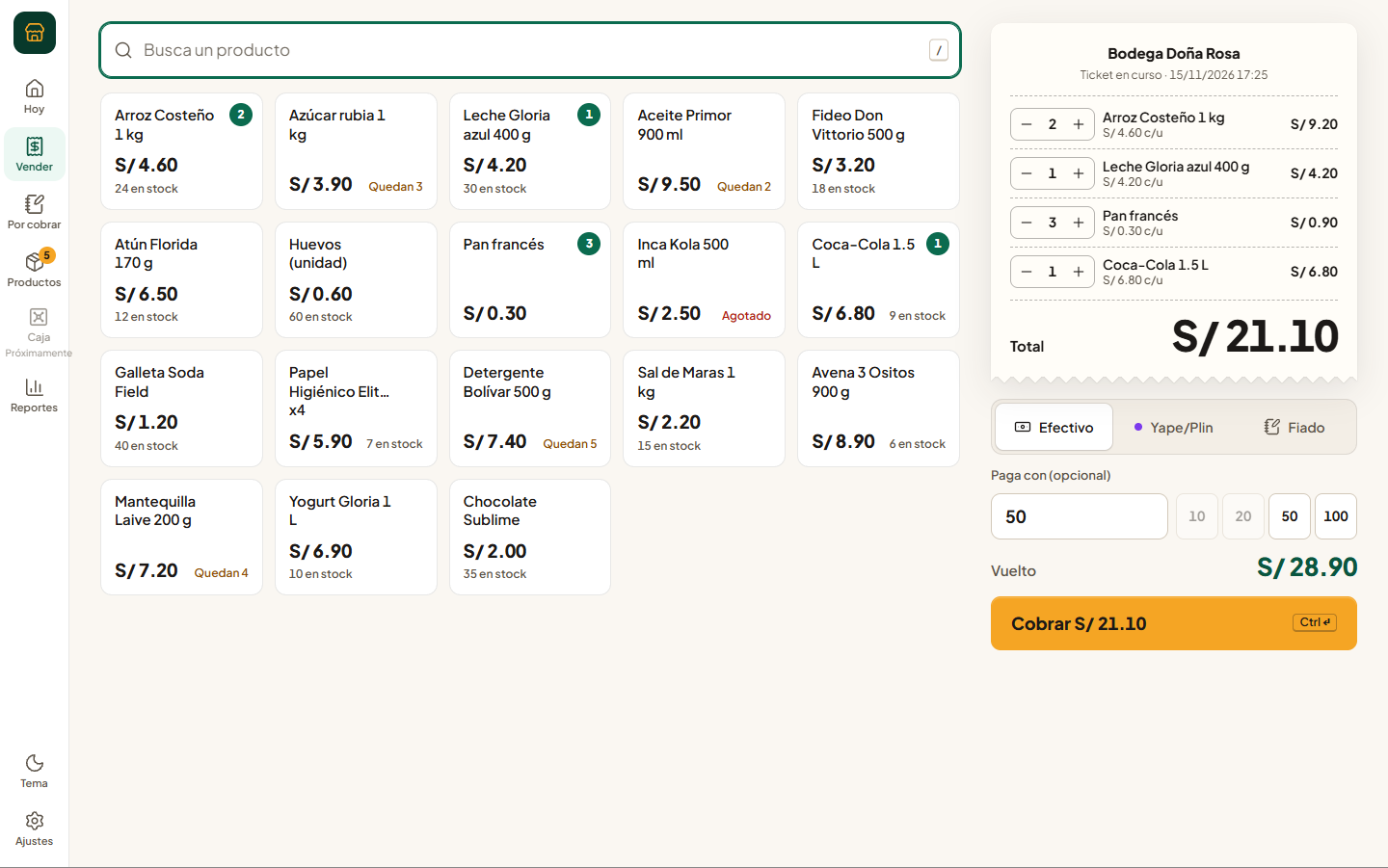 Hoy
Vender
Por cobrar
5
Productos
Caja
Próximamente
Reportes
Tema
Ajustes
Busca un producto
/
Arroz Costeño
1 kg
2
S/ 4.60
24 en stock
Azúcar rubia 1
kg
S/ 3.90
Quedan 3
Leche Gloria
azul 400 g
1
S/ 4.20
30 en stock
Aceite Primor
900 ml
S/ 9.50
Quedan 2
Fideo Don
Vittorio 500 g
S/ 3.20
18 en stock
Atún Florida
170 g
S/ 6.50
12 en stock
Huevos
(unidad)
S/ 0.60
60 en stock
Pan francés
3
S/ 0.30
Inca Kola 500
ml
S/ 2.50
Agotado
Coca-Cola 1.5
L
1
S/ 6.80
9 en stock
Galleta Soda
Field
S/ 1.20
40 en stock
Papel
Higiénico Elit...
x4
S/ 5.90
7 en stock
Detergente
Bolívar 500 g
S/ 7.40
Quedan 5
Sal de Maras 1
kg
S/ 2.20
15 en stock
Avena 3 Ositos
900 g
S/ 8.90
6 en stock
Mantequilla
Laive 200 g
S/ 7.20
Quedan 4
Yogurt Gloria 1
L
S/ 6.90
10 en stock
Chocolate
Sublime
S/ 2.00
35 en stock
Bodega Doña Rosa
Ticket en curso · 15/11/2026 17:25
− 2 + Arroz Costeño 1 kg S/ 9.20
S/ 4.60 c/u
− 1 + Leche Gloria azul 400 g S/ 4.20
S/ 4.20 c/u
− 3 + Pan francés S/ 0.90
S/ 0.30 c/u
− 1 + Coca-Cola 1.5 L S/ 6.80
S/ 6.80 c/u
Total S/ 21.10
Efectivo
Yape/Plin
Fiado
Paga con (opcional)
50
10
20
50
100
Vuelto S/ 28.90
Cobrar S/ 21.10 Ctrl ↵